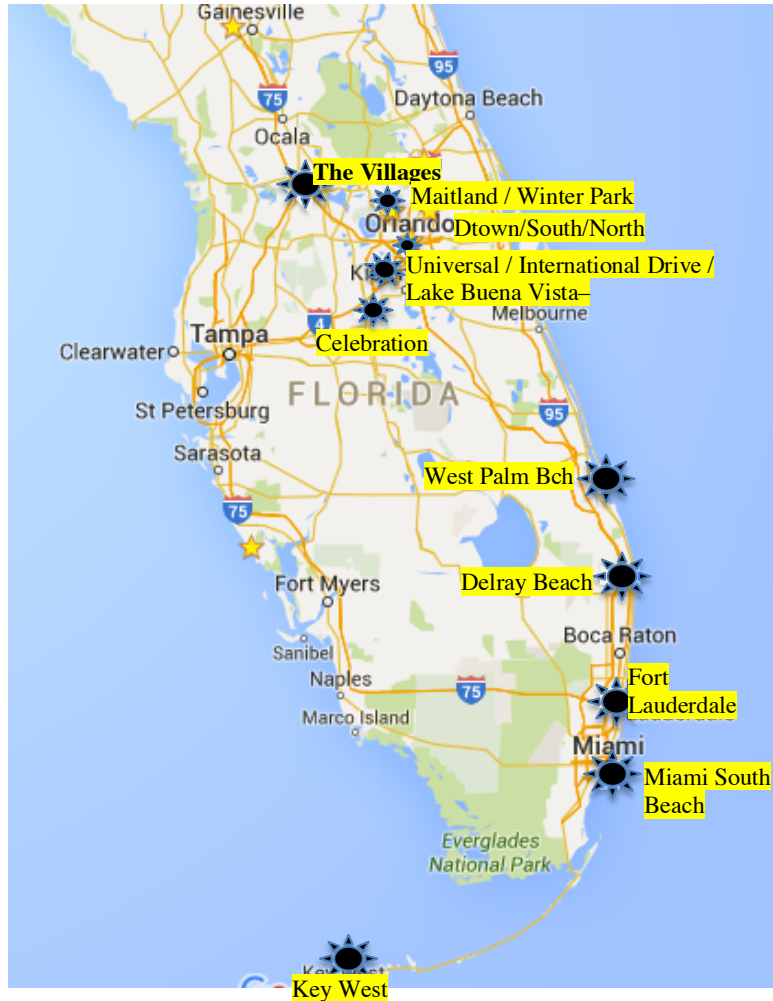 Gainesville
95
75
Daytona Beach
Ocala
The Villages
Maitland / Winter Park
Orlando
Dtown/South/North
Universal / International Drive /
Lake Buena Vista–
Melbourne
4
Tampa
Celebration
Clearwater
FLORIDA
St Petersburg
95
Sarasota
West Palm Bch
75
Fort Myers
Delray Beach
Boca Raton
Sanibel
Naples
75
Fort
Lauderdale
Marco Island
Miami
Miami South
Beach
Everglades
National Park
Key West